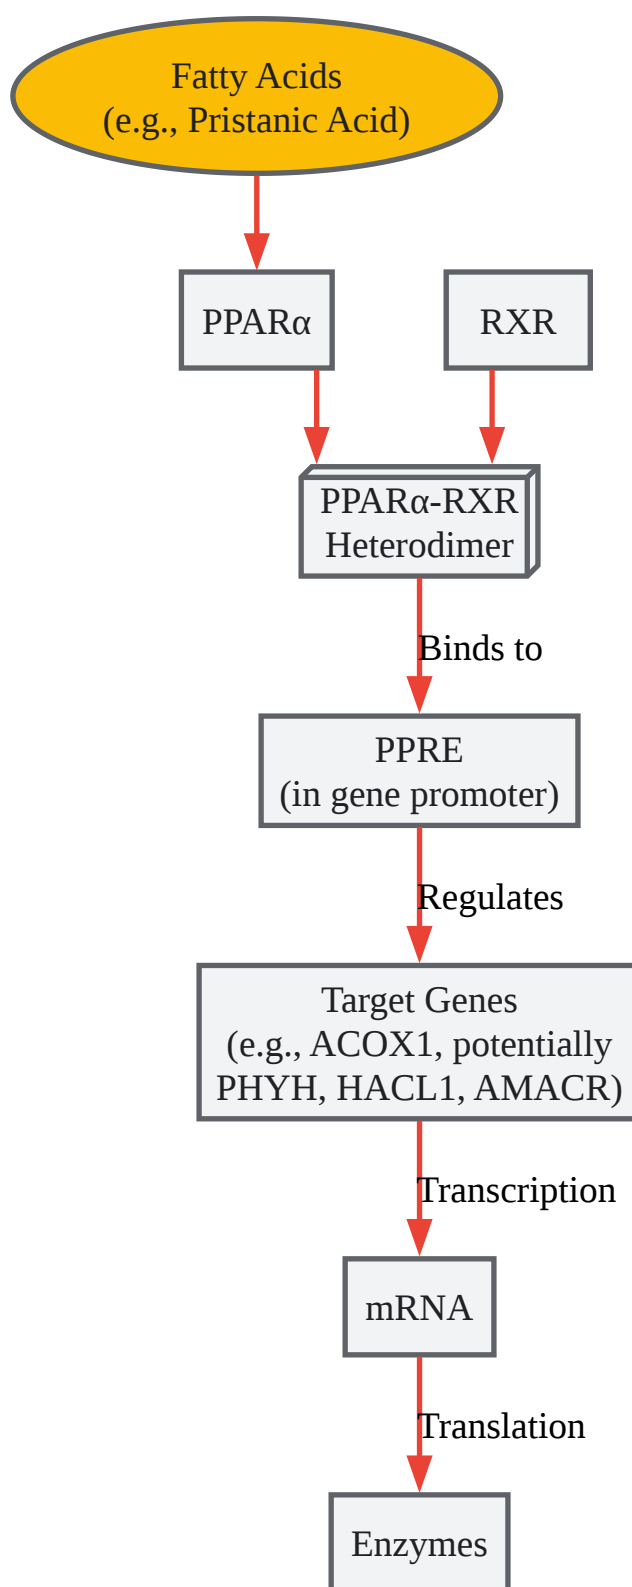 Fatty Acids
(e.g., Pristanic Acid)
PPARα
RXR
PPARα-RXR
Heterodimer
Binds to
PPRE
(in gene promoter)
Regulates
Target Genes
(e.g., ACOX1, potentially
PHYH, HACL1, AMACR)
Transcription
mRNA
Translation
Enzymes